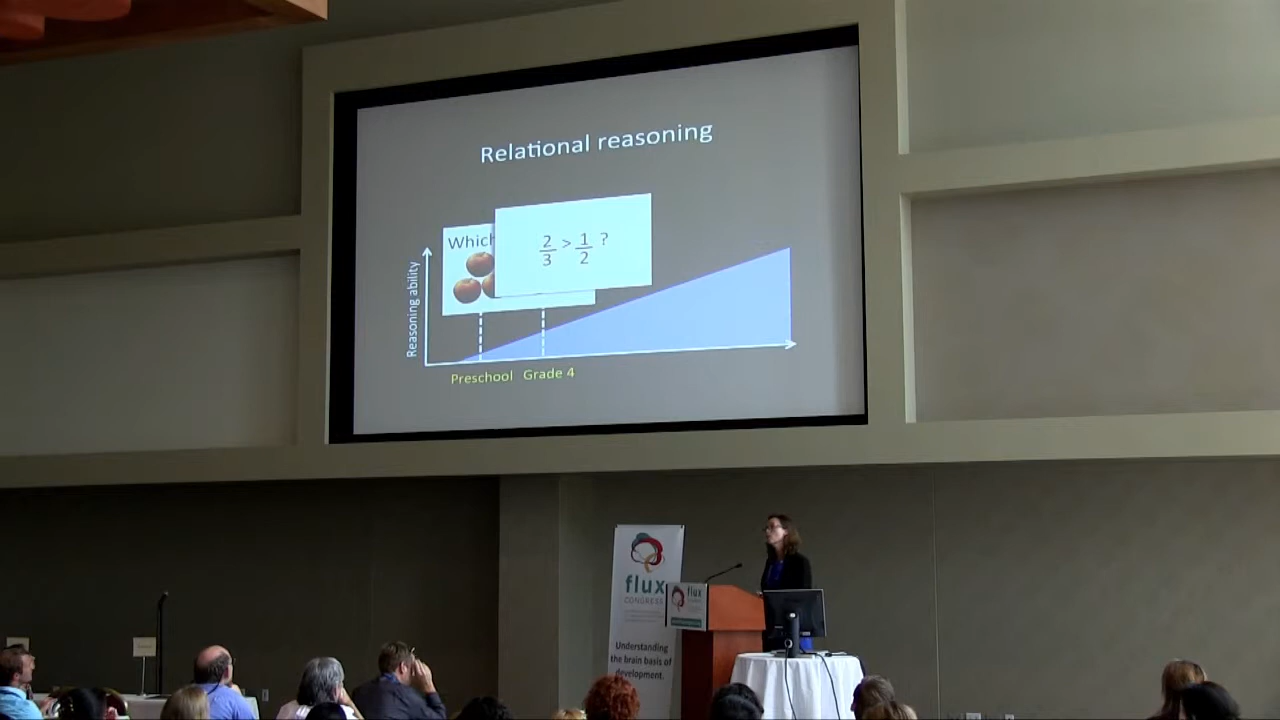 Relational reasoning
Which
2
3
>
1
2
?
Reasoning ability
Preschool Grade 4
flux
CONGRESS
Understanding
the brain basis of
development.
flux